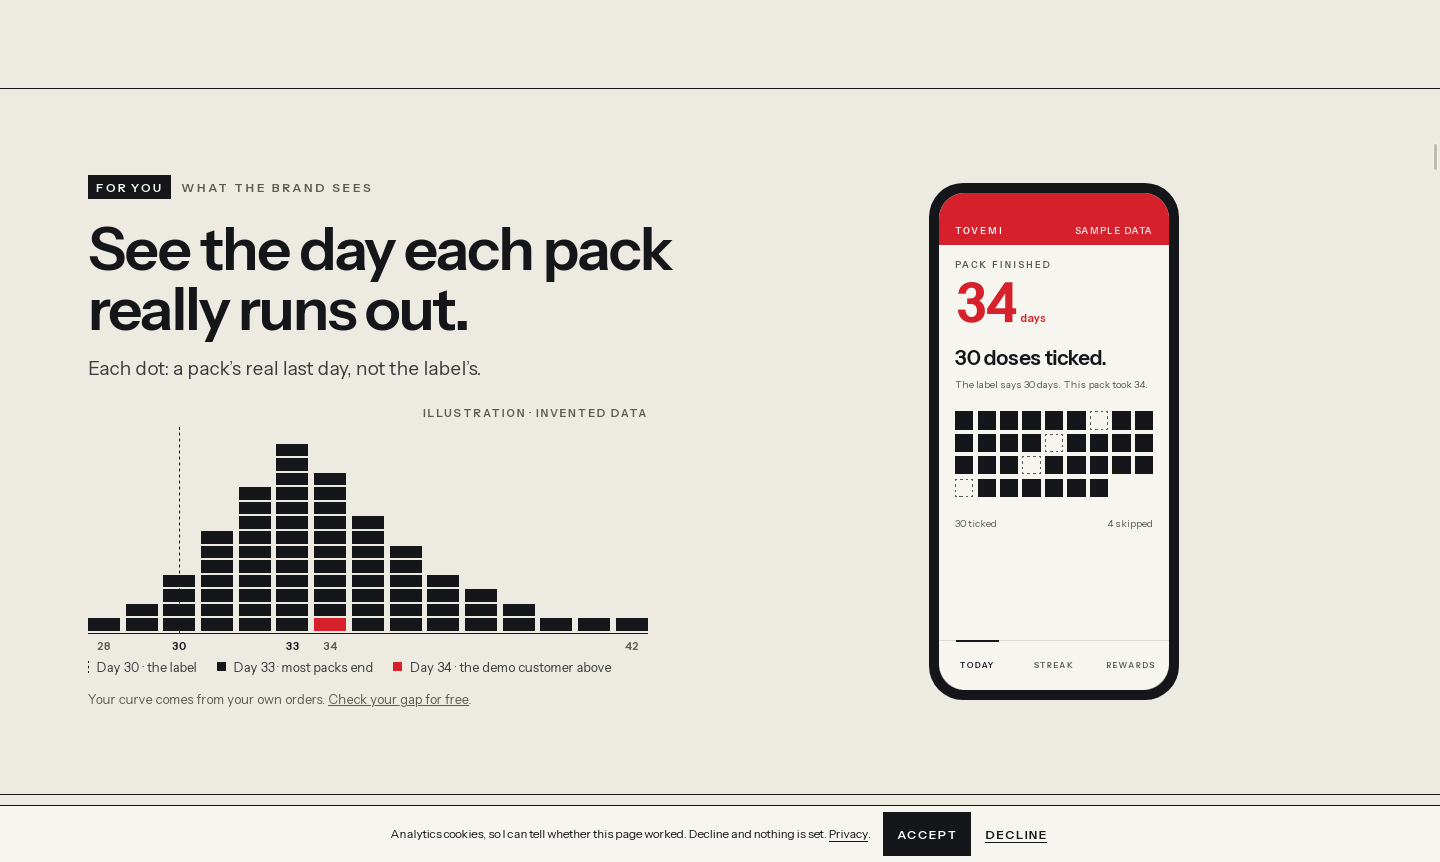 FOR YOU WHAT THE BRAND SEES
See the day each pack
really runs out.
Each dot: a pack's real last day, not the label's.
ILLUSTRATION · INVENTED DATA
28 30 33 34 42
Day 30 · the label Day 33 · most packs end Day 34 · the demo customer above
Your curve comes from your own orders. Check your gap for free.
TOVEMI SAMPLE DATA
PACK FINISHED
34 days
30 doses ticked.
The label says 30 days. This pack took 34.
30 ticked 4 skipped
TODAY STREAK REWARDS
Analytics cookies, so I can tell whether this page worked. Decline and nothing is set. Privacy. ACCEPT DECLINE